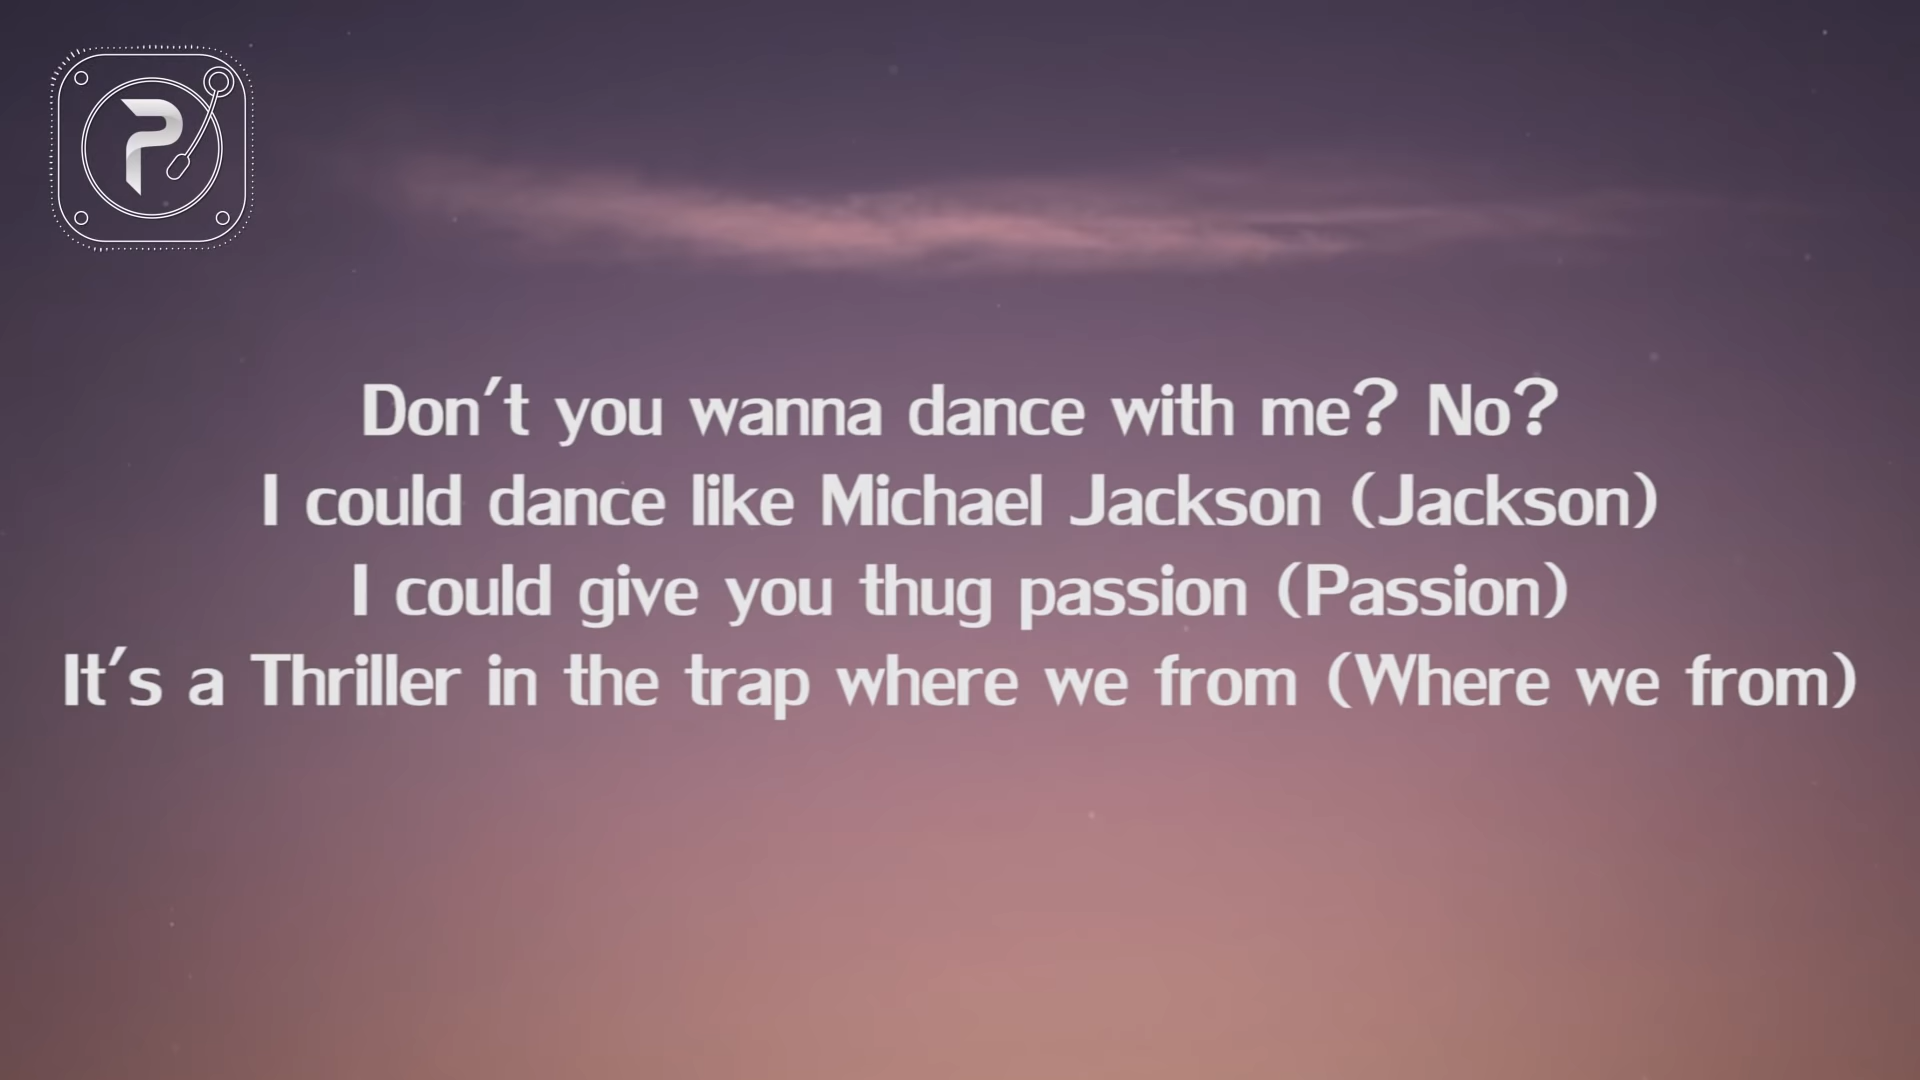 P
Don't you wanna dance with me? No?
I could dance like Michael Jackson (Jackson)
I could give you thug passion (Passion)
It's a Thriller in the trap where we from (Where we from)